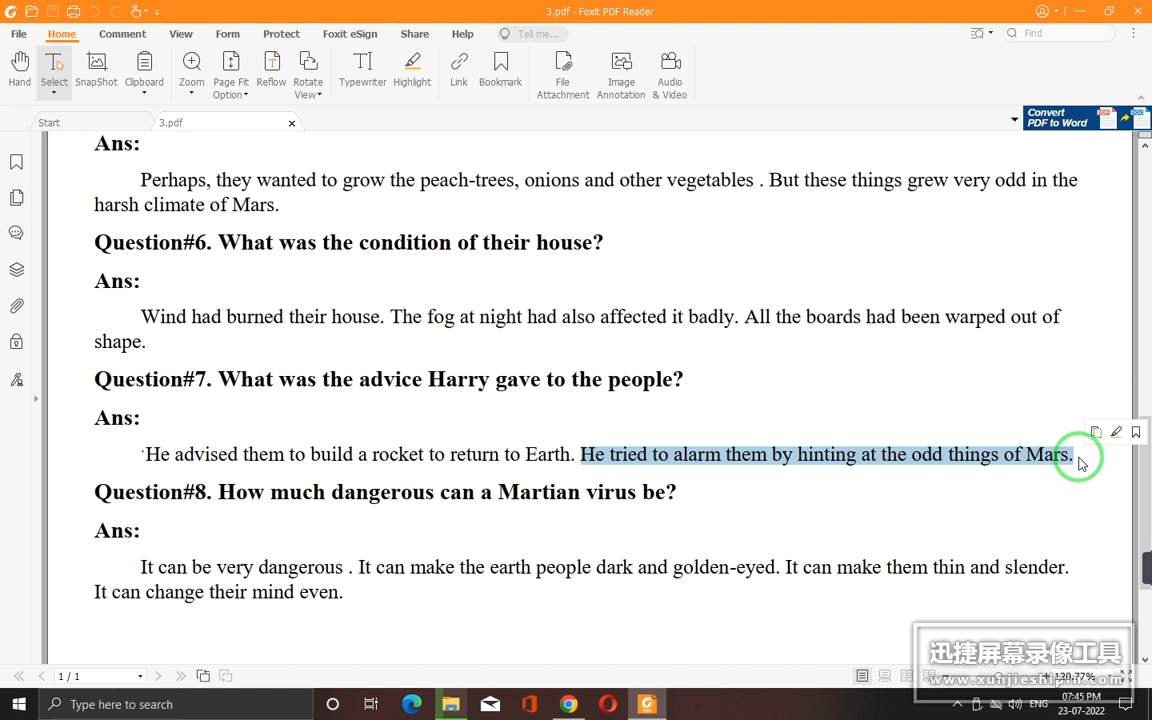 3.pdf - Foxit PDF Reader
File Home Comment View Form Protect Foxit eSign Share Help Tell me... Find
Hand Select SnapShot Clipboard Zoom Page Fit Option Reflow Rotate View Typewriter Highlight Link Bookmark File Attachment Image Annotation Audio & Video
Start 3.pdf Convert PDF to Word
Ans:
Perhaps, they wanted to grow the peach-trees, onions and other vegetables . But these things grew very odd in the
harsh climate of Mars.
Question#6. What was the condition of their house?
Ans:
Wind had burned their house. The fog at night had also affected it badly. All the boards had been warped out of
shape.
Question#7. What was the advice Harry gave to the people?
Ans:
`He advised them to build a rocket to return to Earth. He tried to alarm them by hinting at the odd things of Mars.
Question#8. How much dangerous can a Martian virus be?
Ans:
It can be very dangerous . It can make the earth people dark and golden-eyed. It can make them thin and slender.
It can change their mind even.
迅捷屏幕录像工具
www.xunjieshipin.com
1 / 1 120.77%
Type here to search ENG 07:45 PM
23-07-2022